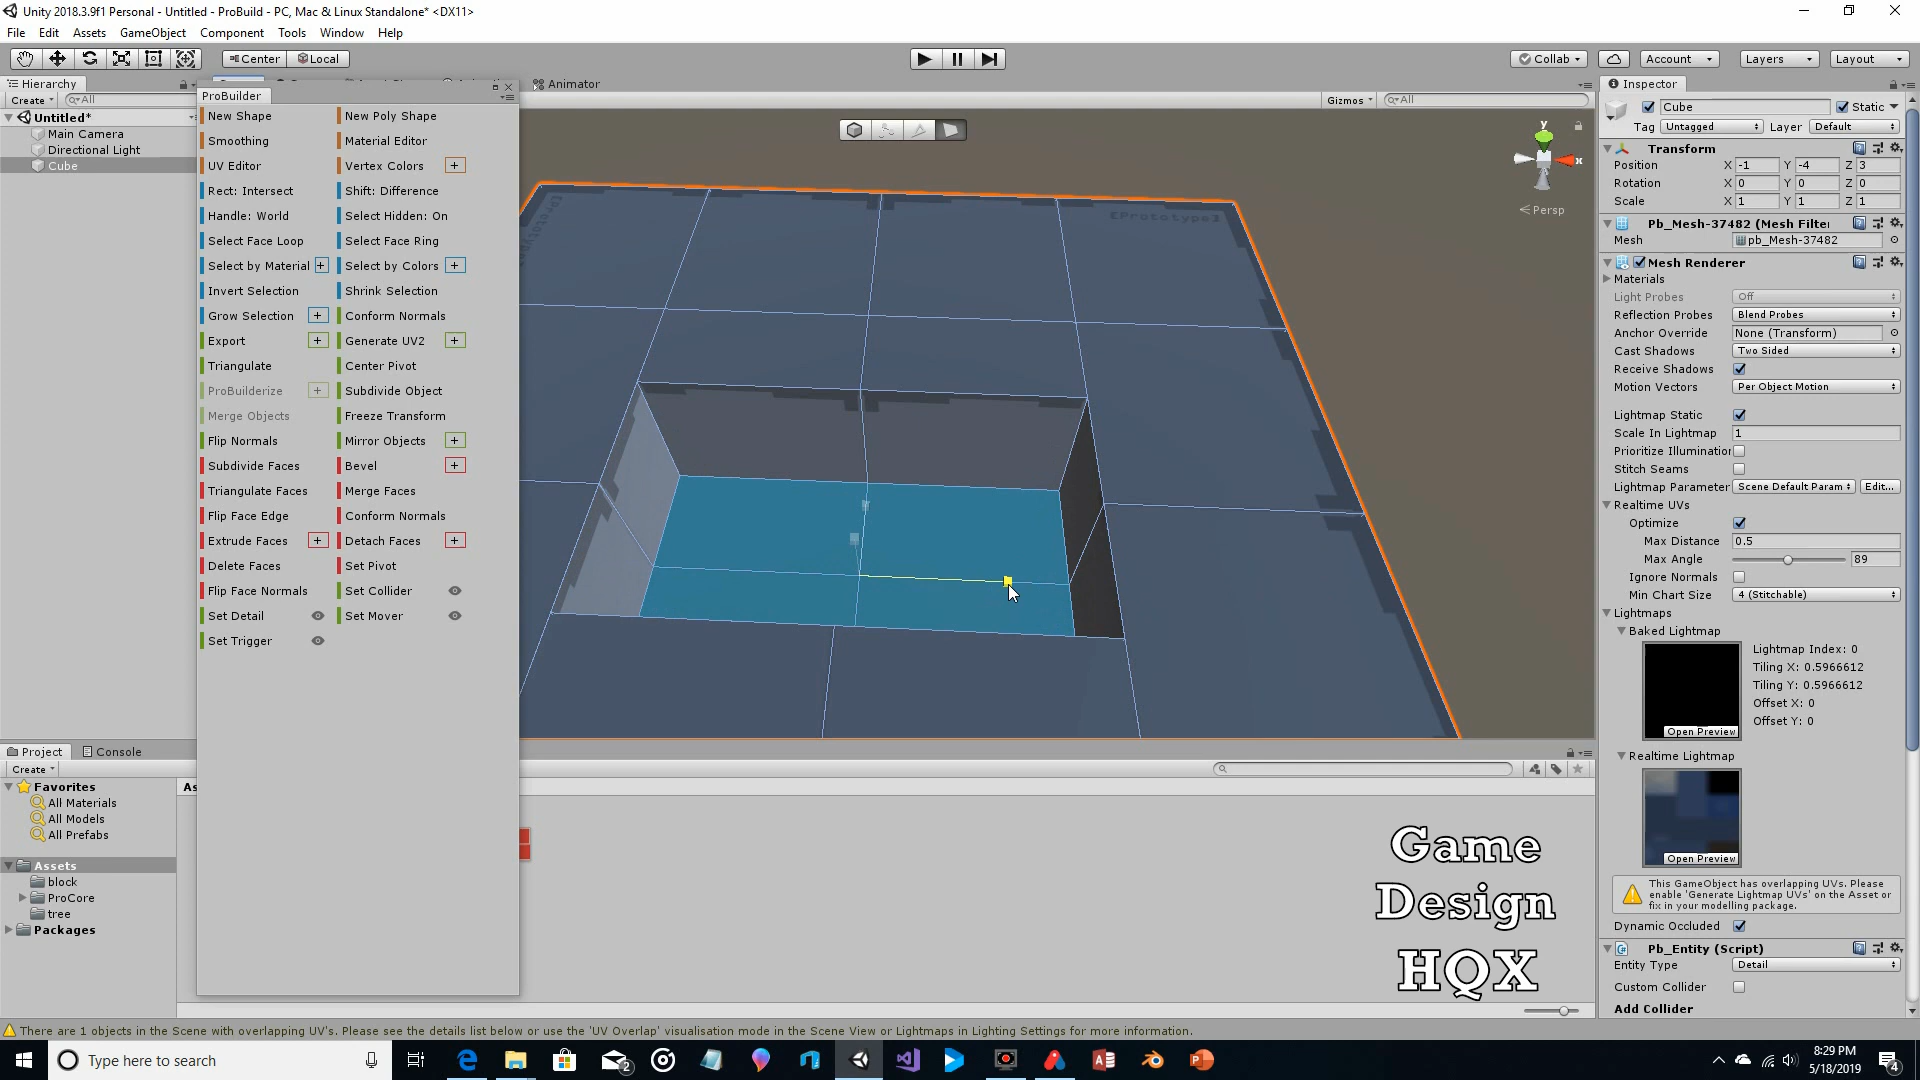 Unity 2018.3.9f1 Personal - Untitled - ProBuild - PC, Mac & Linux Standalone* <DX11>
File Edit Assets GameObject Component Tools Window Help
Center Local
Collab Account Layers Layout
Hierarchy
Create All
Untitled*
Main Camera
Directional Light
Cube
ProBuilder
New Shape New Poly Shape
Smoothing Material Editor
UV Editor Vertex Colors +
Rect: Intersect Shift: Difference
Handle: World Select Hidden: On
Select Face Loop Select Face Ring
Select by Material + Select by Colors +
Invert Selection Shrink Selection
Grow Selection + Conform Normals
Export + Generate UV2 +
Triangulate Center Pivot
ProBuilderize + Subdivide Object
Merge Objects Freeze Transform
Flip Normals Mirror Objects +
Subdivide Faces Bevel +
Triangulate Faces Merge Faces
Flip Face Edge Conform Normals
Extrude Faces + Detach Faces +
Delete Faces Set Pivot
Flip Face Normals Set Collider
Set Detail Set Mover
Set Trigger
Animator
Gizmos All
[Prototype]
[Prototype]
y
x
Persp
Inspector
Cube Static
Tag Untagged Layer Default
Transform
Position X -1 Y -4 Z 3
Rotation X 0 Y 0 Z 0
Scale X 1 Y 1 Z 1
Pb_Mesh-37482 (Mesh Filter
Mesh pb_Mesh-37482
Mesh Renderer
Materials
Light Probes Off
Reflection Probes Blend Probes
Anchor Override None (Transform)
Cast Shadows Two Sided
Receive Shadows
Motion Vectors Per Object Motion
Lightmap Static
Scale In Lightmap 1
Prioritize Illumination
Stitch Seams
Lightmap Parameter Scene Default Param Edit...
Realtime UVs
Optimize
Max Distance 0.5
Max Angle 89
Ignore Normals
Min Chart Size 4 (Stitchable)
Lightmaps
Baked Lightmap
Lightmap Index: 0
Tiling X: 0.5966612
Tiling Y: 0.5966612
Offset X: 0
Offset Y: 0
Open Preview
Realtime Lightmap
Open Preview
This GameObject has overlapping UVs. Please
enable 'Generate Lightmap UVs' on the Asset or
fix in your modelling package.
Dynamic Occluded
Pb_Entity (Script)
Entity Type Detail
Custom Collider
Add Collider
Project Console
Create
Favorites
All Materials
All Models
All Prefabs
Assets
block
ProCore
tree
Packages
As
Game
Design
HQX
There are 1 objects in the Scene with overlapping UV's. Please see the details list below or use the 'UV Overlap' visualisation mode in the Scene View or Lightmaps in Lighting Settings for more information.
Type here to search
2
8:29 PM
5/18/2019
4